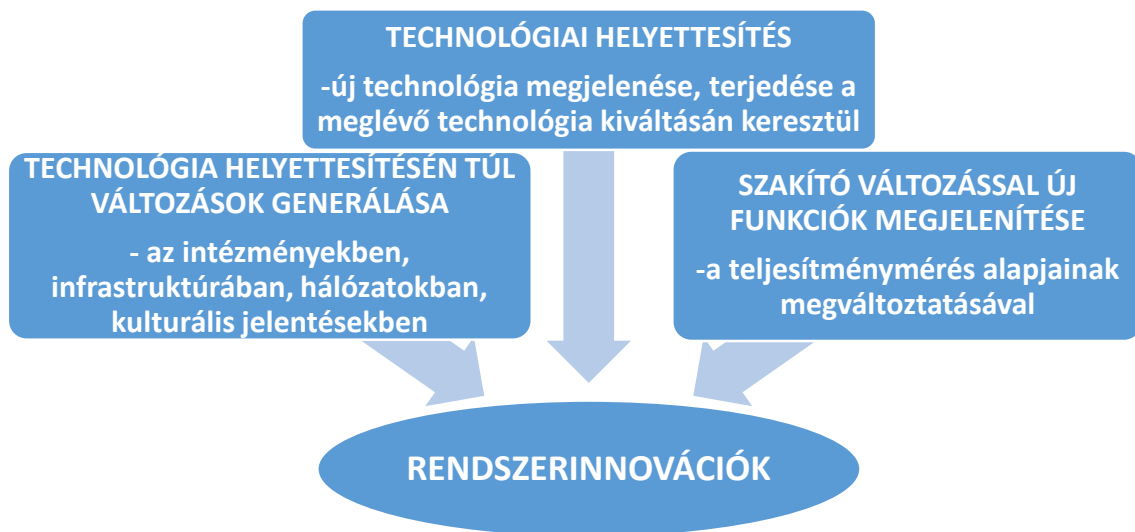 TECHNOLÓGIAI HELYETTESÍTÉS
-új technológia megjelenése, terjedése a
meglévő technológia kiváltásán keresztül
TECHNOLÓGIA HELYETTESÍTÉSÉN TÚL
VÁLTOZÁSOK GENERÁLÁSA
- az intézményekben,
infrastruktúrában, hálózatokban,
kulturális jelentésekben
SZAKÍTÓ VÁLTOZÁSSAL ÚJ
FUNKCIÓK MEGJELENÍTÉSE
-a teljesítménymérés alapjainak
megváltoztatásával
RENDSZERINNOVÁCIÓK